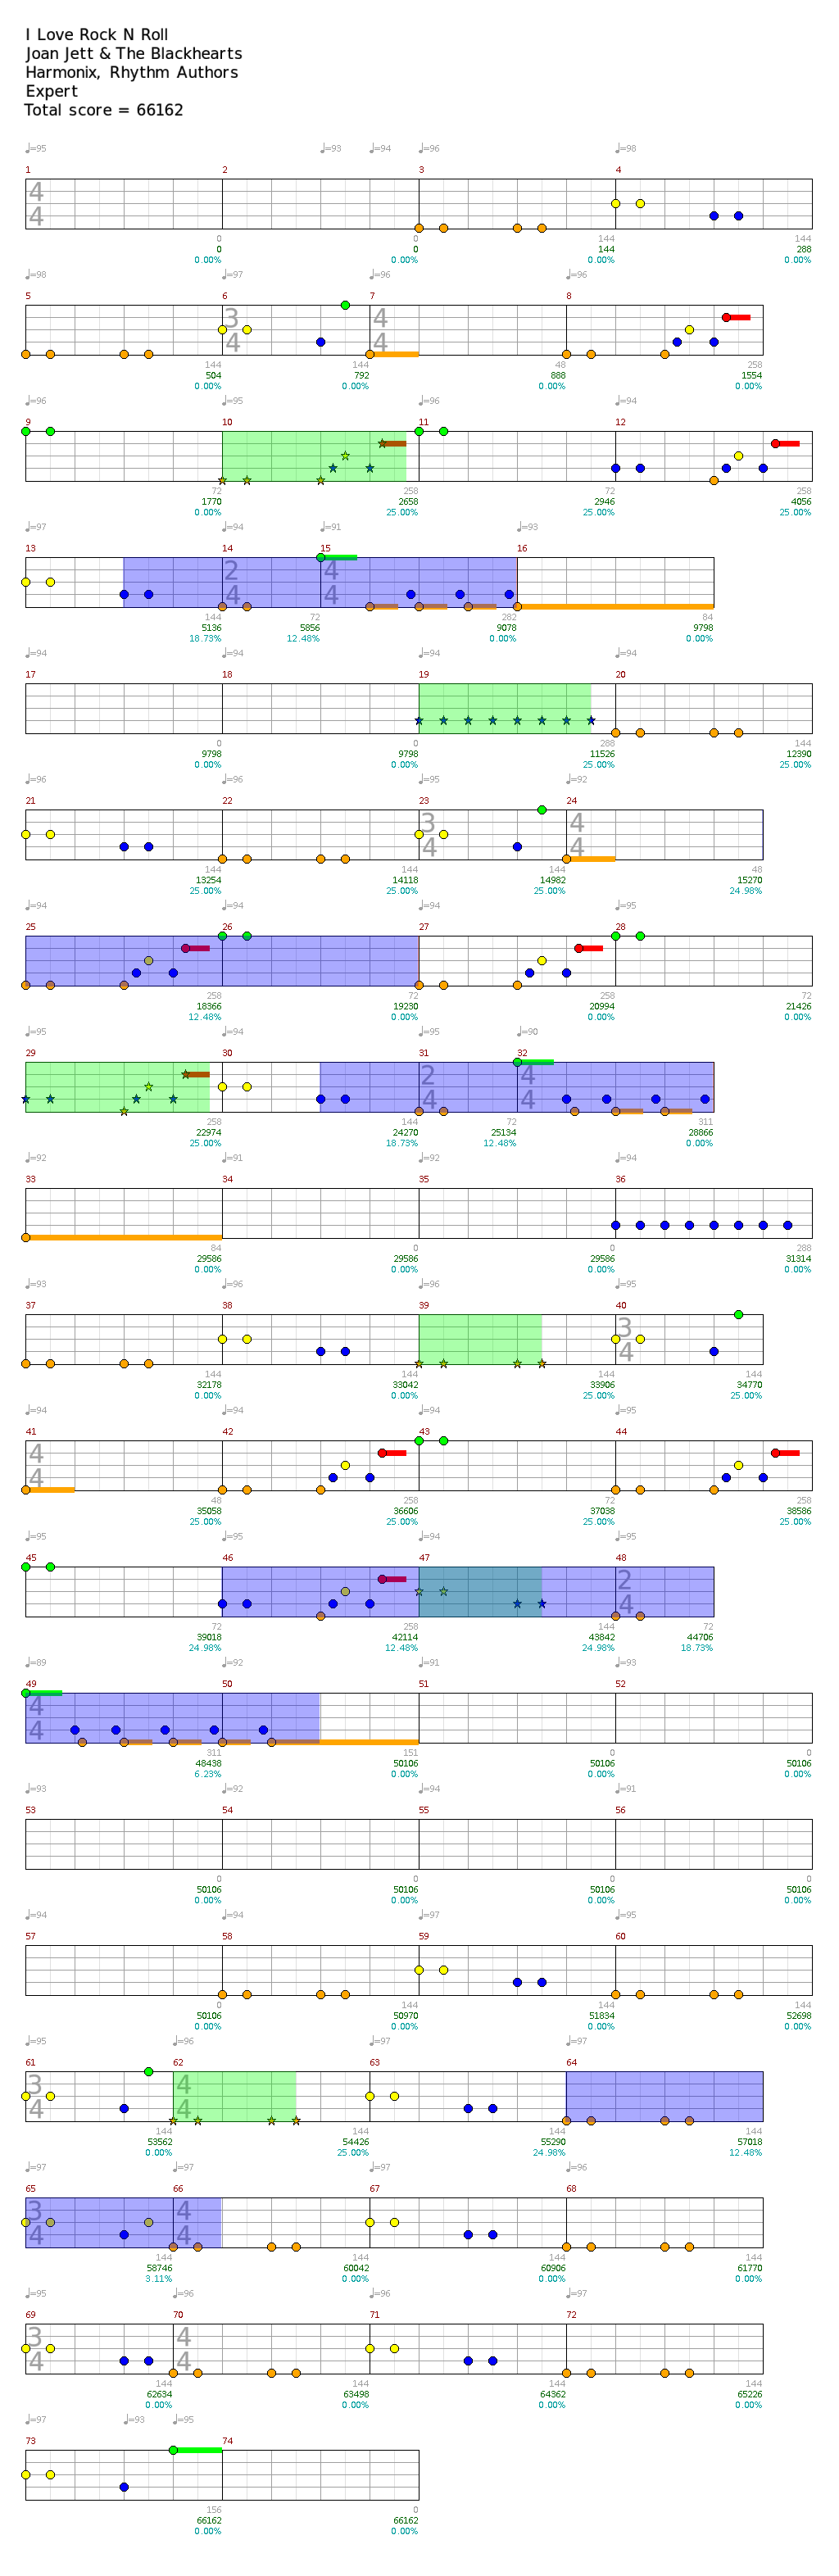 I Love Rock N Roll
Joan Jett & The Blackhearts
Harmonix, Rhythm Authors
Expert
Total score = 66162
♩=95 ♩=93 ♩=94 ♩=96 ♩=98
1 2 3 4
4
4
0 0 144 144
0 0 144 288
0.00% 0.00% 0.00% 0.00%
♩=98 ♩=97 ♩=96 ♩=96
5 6 7 8
3 4
4 4
144 144 48 258
504 792 888 1554
0.00% 0.00% 0.00% 0.00%
♩=96 ♩=95 ♩=96 ♩=94
9 10 11 12
72 258 72 258
1770 2658 2946 4056
0.00% 25.00% 25.00% 25.00%
♩=97 ♩=94 ♩=91 ♩=93
13 14 15 16
2 4
4 4
144 72 282 84
5136 5856 9078 9798
18.73% 12.48% 0.00% 0.00%
♩=94 ♩=94 ♩=94 ♩=94
17 18 19 20
0 0 288 144
9798 9798 11526 12390
0.00% 0.00% 25.00% 25.00%
♩=96 ♩=96 ♩=95 ♩=92
21 22 23 24
3 4
4 4
144 144 144 48
13254 14118 14982 15270
25.00% 25.00% 25.00% 24.98%
♩=94 ♩=94 ♩=94 ♩=95
25 26 27 28
258 72 258 72
18366 19230 20994 21426
12.48% 0.00% 0.00% 0.00%
♩=95 ♩=94 ♩=95 ♩=90
29 30 31 32
2 4
4 4
258 144 72 311
22974 24270 25134 28866
25.00% 18.73% 12.48% 0.00%
♩=92 ♩=91 ♩=92 ♩=94
33 34 35 36
84 0 0 288
29586 29586 29586 31314
0.00% 0.00% 0.00% 0.00%
♩=93 ♩=96 ♩=96 ♩=95
37 38 39 40
3
4
144 144 144 144
32178 33042 33906 34770
0.00% 0.00% 25.00% 25.00%
♩=94 ♩=94 ♩=94 ♩=95
41 42 43 44
4
4
48 258 72 258
35058 36606 37038 38586
25.00% 25.00% 25.00% 25.00%
♩=95 ♩=95 ♩=94 ♩=95
45 46 47 48
2
4
72 258 144 72
39018 42114 43842 44706
24.98% 12.48% 24.98% 18.73%
♩=89 ♩=92 ♩=91 ♩=93
49 50 51 52
4
4
311 151 0 0
48438 50106 50106 50106
6.23% 0.00% 0.00% 0.00%
♩=93 ♩=92 ♩=94 ♩=91
53 54 55 56
0 0 0 0
50106 50106 50106 50106
0.00% 0.00% 0.00% 0.00%
♩=94 ♩=94 ♩=97 ♩=95
57 58 59 60
0 144 144 144
50106 50970 51834 52698
0.00% 0.00% 0.00% 0.00%
♩=95 ♩=96 ♩=97 ♩=97
61 62 63 64
3 4
4 4
144 144 144 144
53562 54426 55290 57018
0.00% 25.00% 24.98% 12.48%
♩=97 ♩=97 ♩=97 ♩=96
65 66 67 68
3 4
4 4
144 144 144 144
58746 60042 60906 61770
3.11% 0.00% 0.00% 0.00%
♩=95 ♩=96 ♩=96 ♩=97
69 70 71 72
3 4
4 4
144 144 144 144
62634 63498 64362 65226
0.00% 0.00% 0.00% 0.00%
♩=97 ♩=93 ♩=95
73 74
156 0
66162 66162
0.00% 0.00%